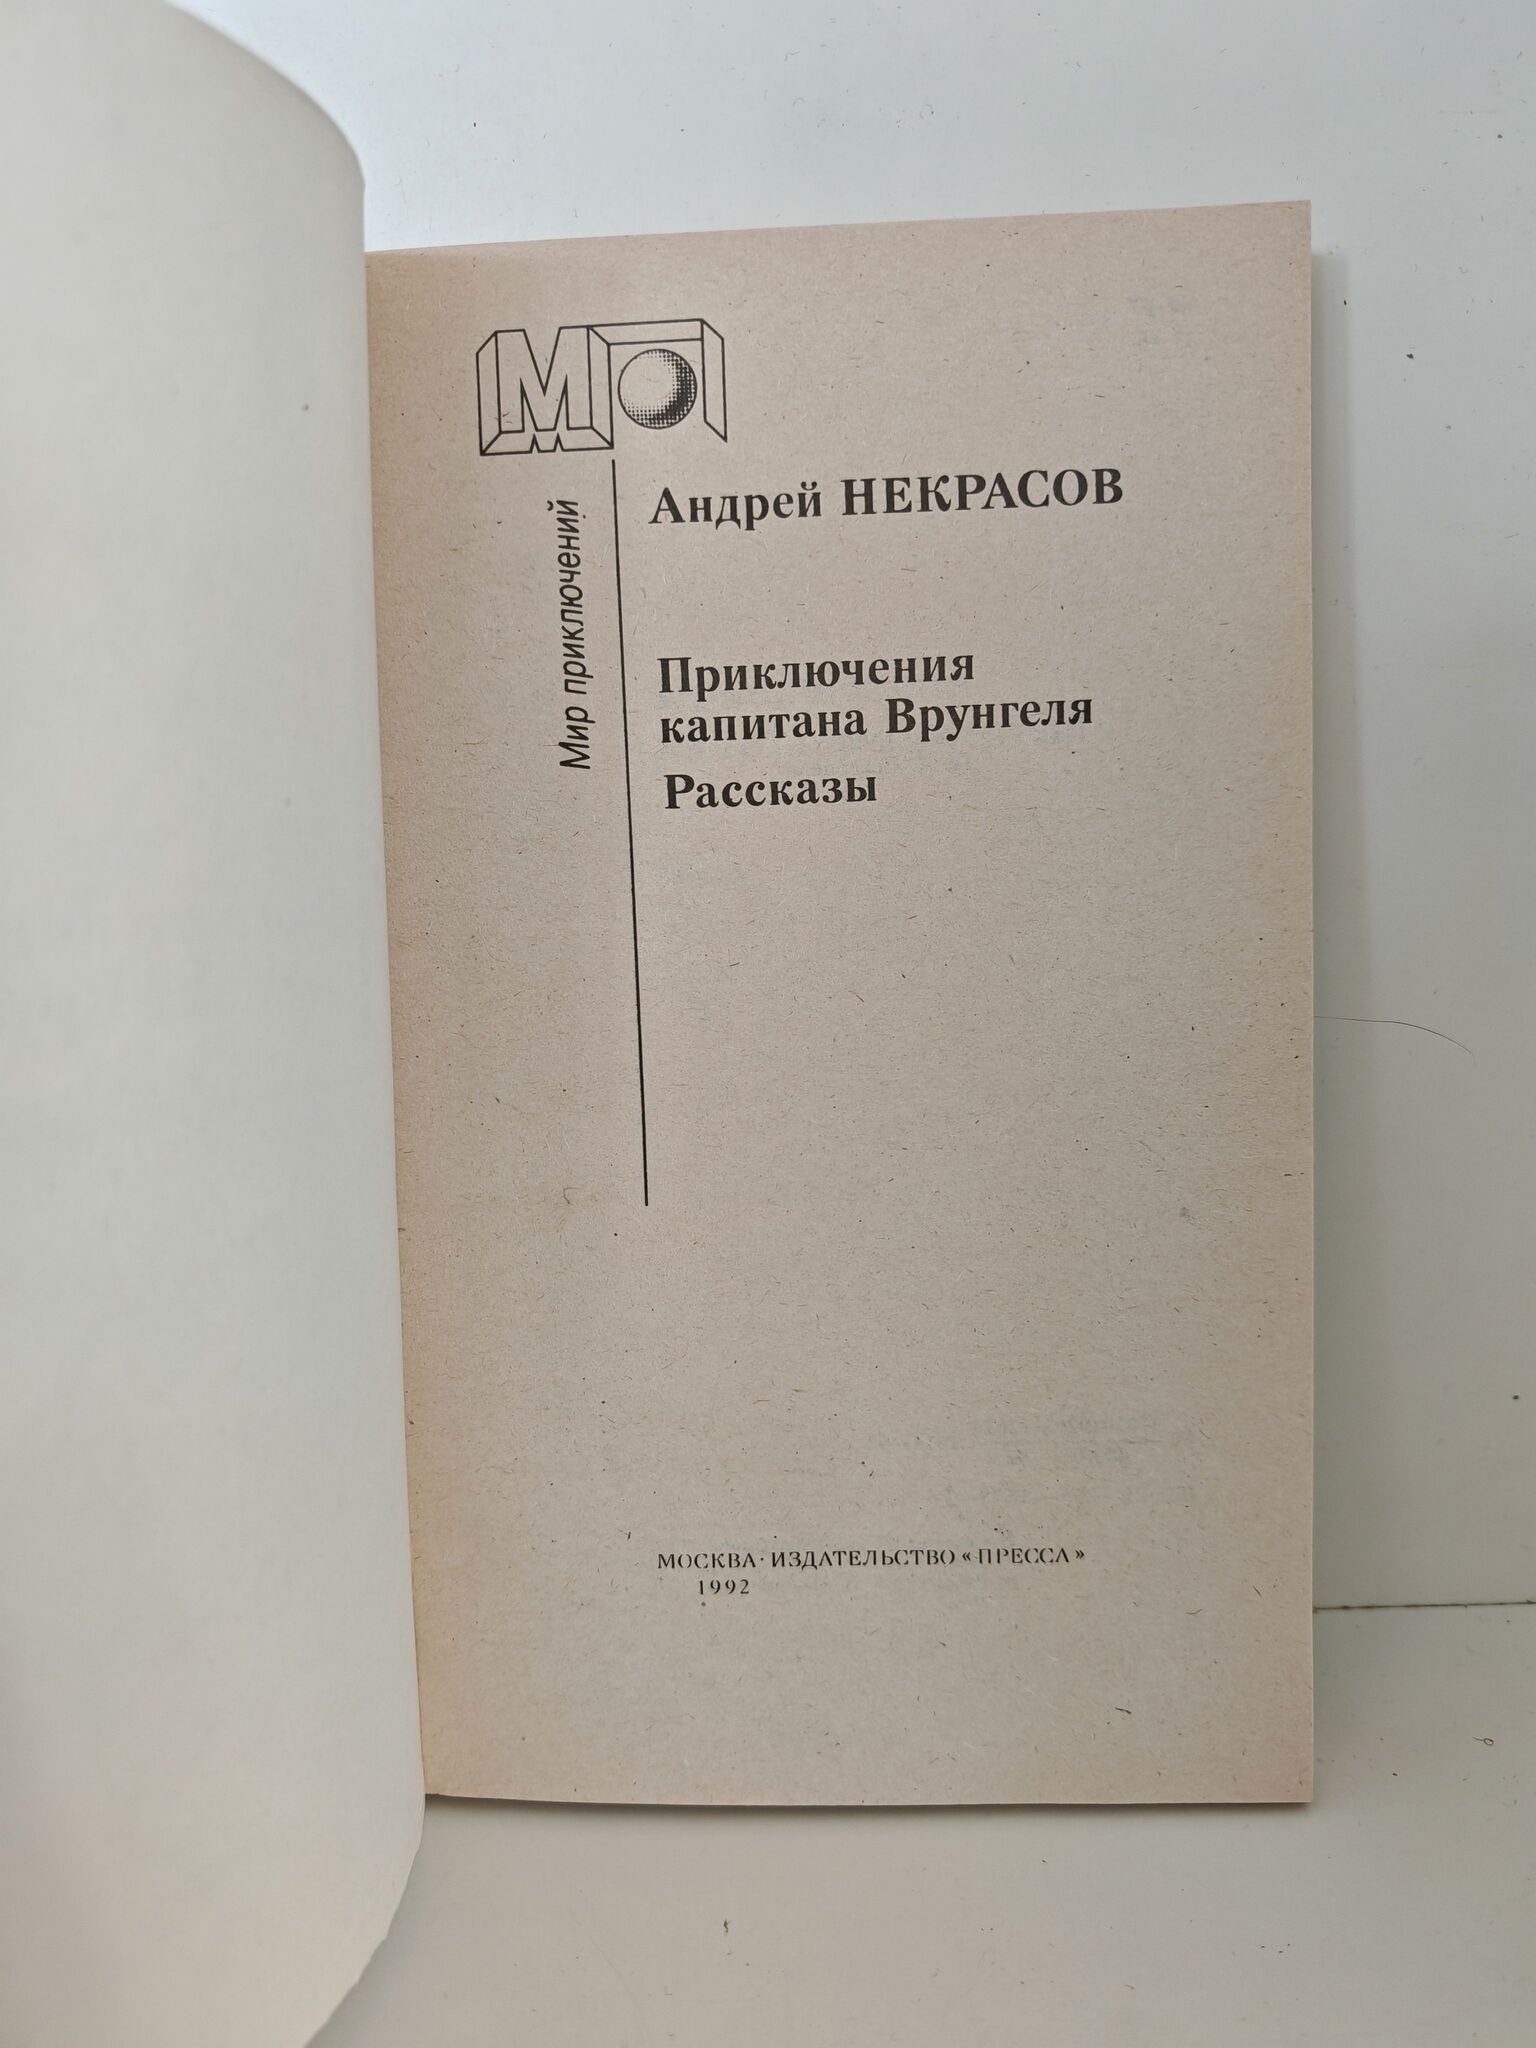 МП
Мир приключений
Андрей НЕКРАСОВ
Приключения
капитана Врунгеля
Рассказы
МОСКВА · ИЗДАТЕЛЬСТВО «ПРЕССА»
1992